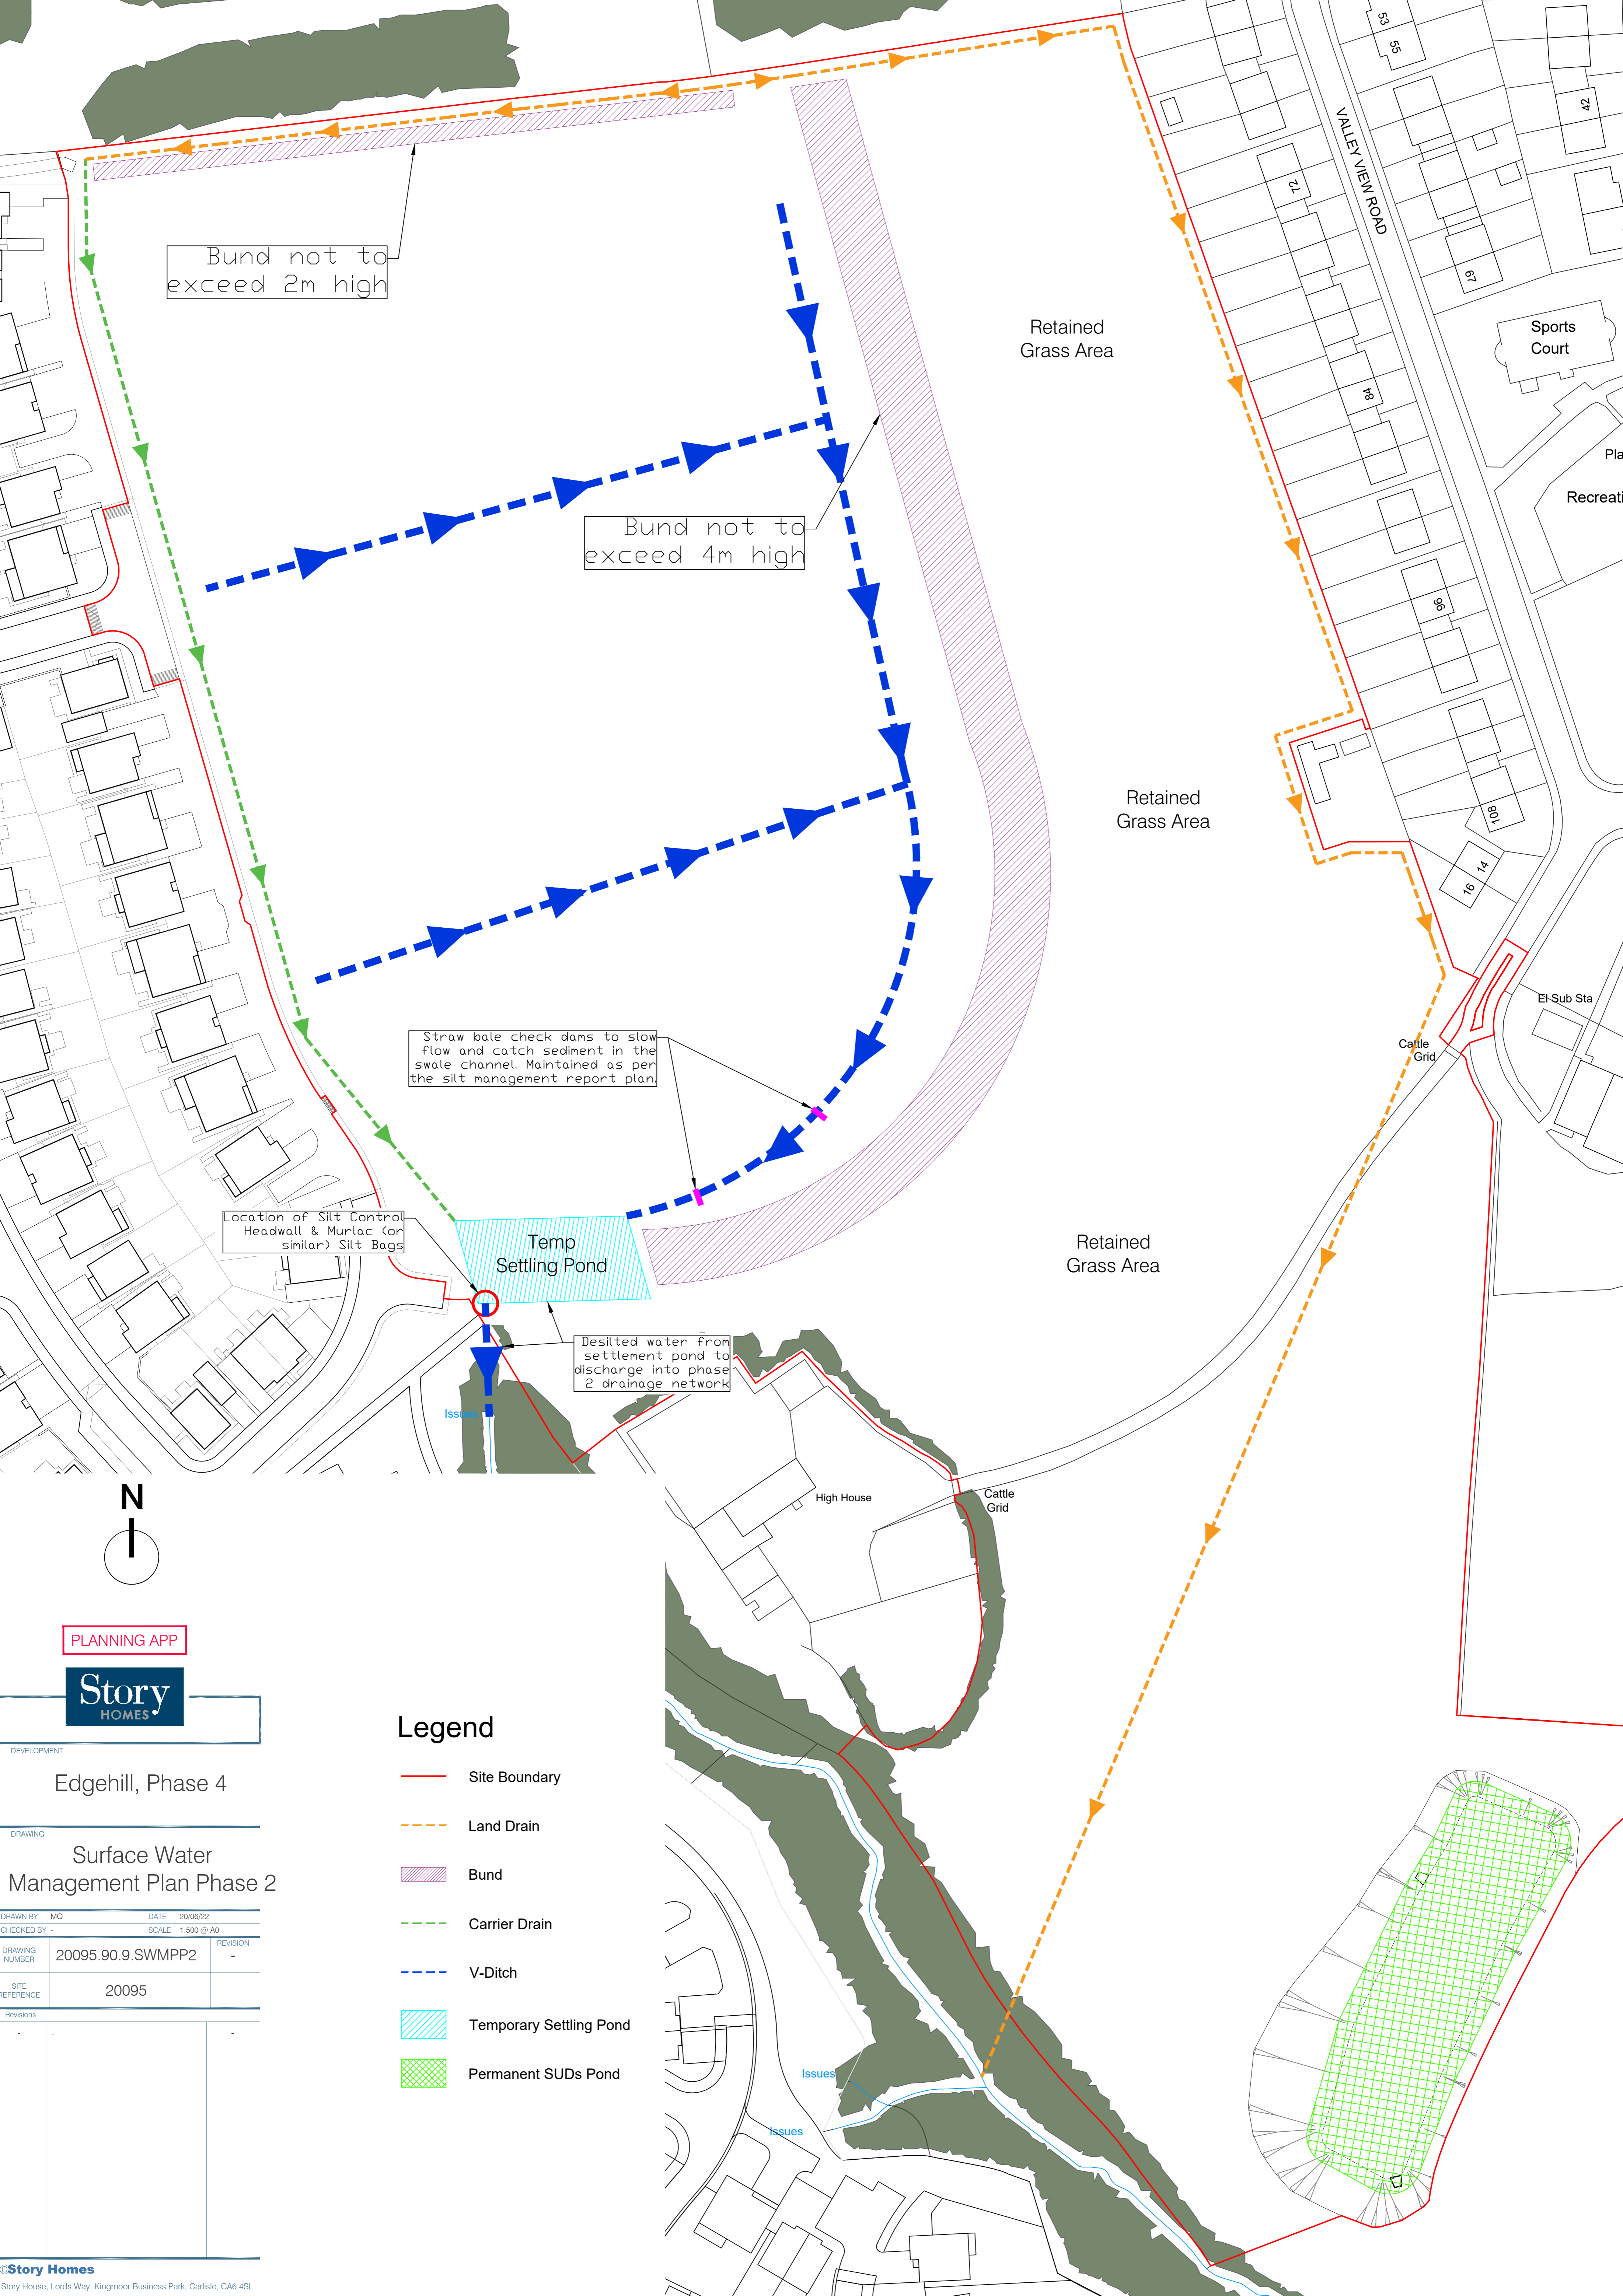 53
55
42
VALLEY VIEW ROAD
72
67
Bund not to
exceed 2m high
Retained
Grass Area
Sports
Court
84
Recreati
Bund not to
exceed 4m high
96
Retained
Grass Area
108
14
16
El Sub Sta
Cattle
Grid
Straw bale check dams to slow
flow and catch sediment in the
swale channel. Maintained as per
the silt management report plan.
Location of Silt Control
Headwall & Murlac (or
similar) Silt Bags
Temp
Settling Pond
Retained
Grass Area
Desilted water from
settlement pond to
discharge into phase
2 drainage network
Issues
High House
Cattle
Grid
N
PLANNING APP
Story
HOMES
DEVELOPMENT
Edgehill, Phase 4
DRAWING
Surface Water
Management Plan Phase 2
DRAWN BY MQ DATE 20/06/22
CHECKED BY - SCALE 1:500 @ A0
DRAWING
NUMBER
20095.90.9.SWMPP2
REVISION
-
SITE
REFERENCE
20095
Revisions
- - -
©Story Homes
Story House, Lords Way, Kingmoor Business Park, Carlisle, CA6 4SL
Legend
Site Boundary
Land Drain
Bund
Carrier Drain
V-Ditch
Temporary Settling Pond
Permanent SUDs Pond
Issues
Issues